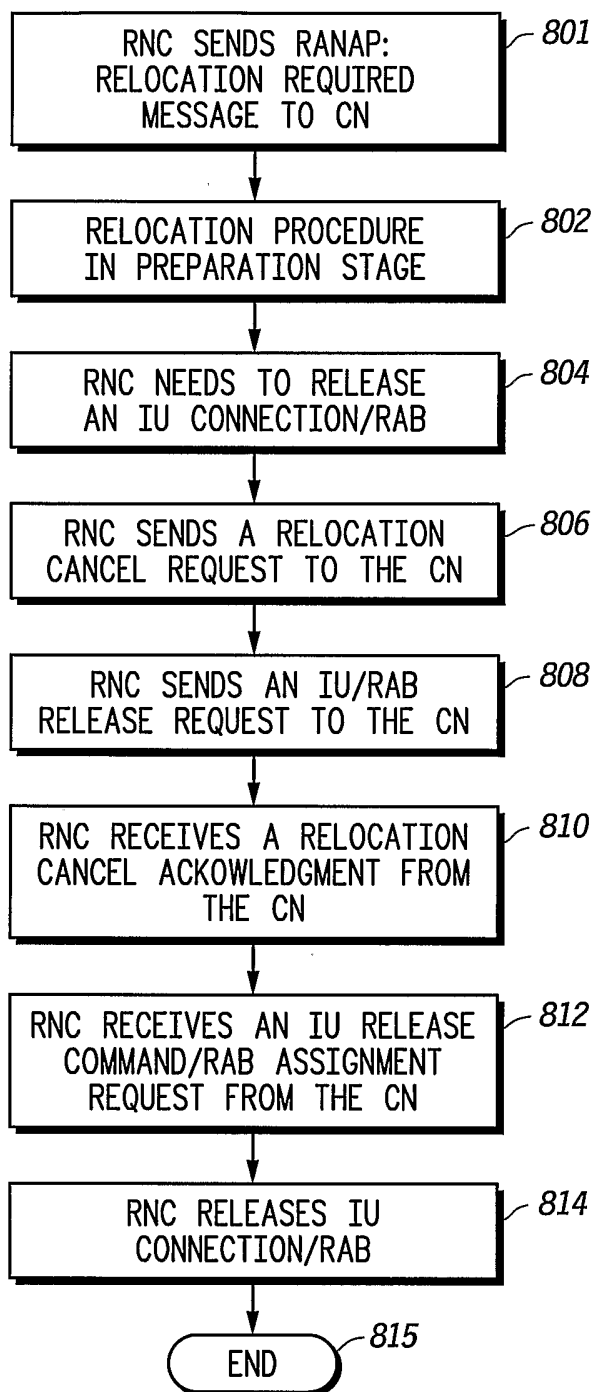 RNC SENDS RANAP:
RELOCATION REQUIRED
MESSAGE TO CN
801
RELOCATION PROCEDURE
IN PREPARATION STAGE
802
RNC NEEDS TO RELEASE
AN IU CONNECTION/RAB
804
RNC SENDS A RELOCATION
CANCEL REQUEST TO THE CN
806
RNC SENDS AN IU/RAB
RELEASE REQUEST TO THE CN
808
RNC RECEIVES A RELOCATION
CANCEL ACKOWLEDGMENT FROM
THE CN
810
RNC RECEIVES AN IU RELEASE
COMMAND/RAB ASSIGNMENT
REQUEST FROM THE CN
812
RNC RELEASES IU
CONNECTION/RAB
814
END
815